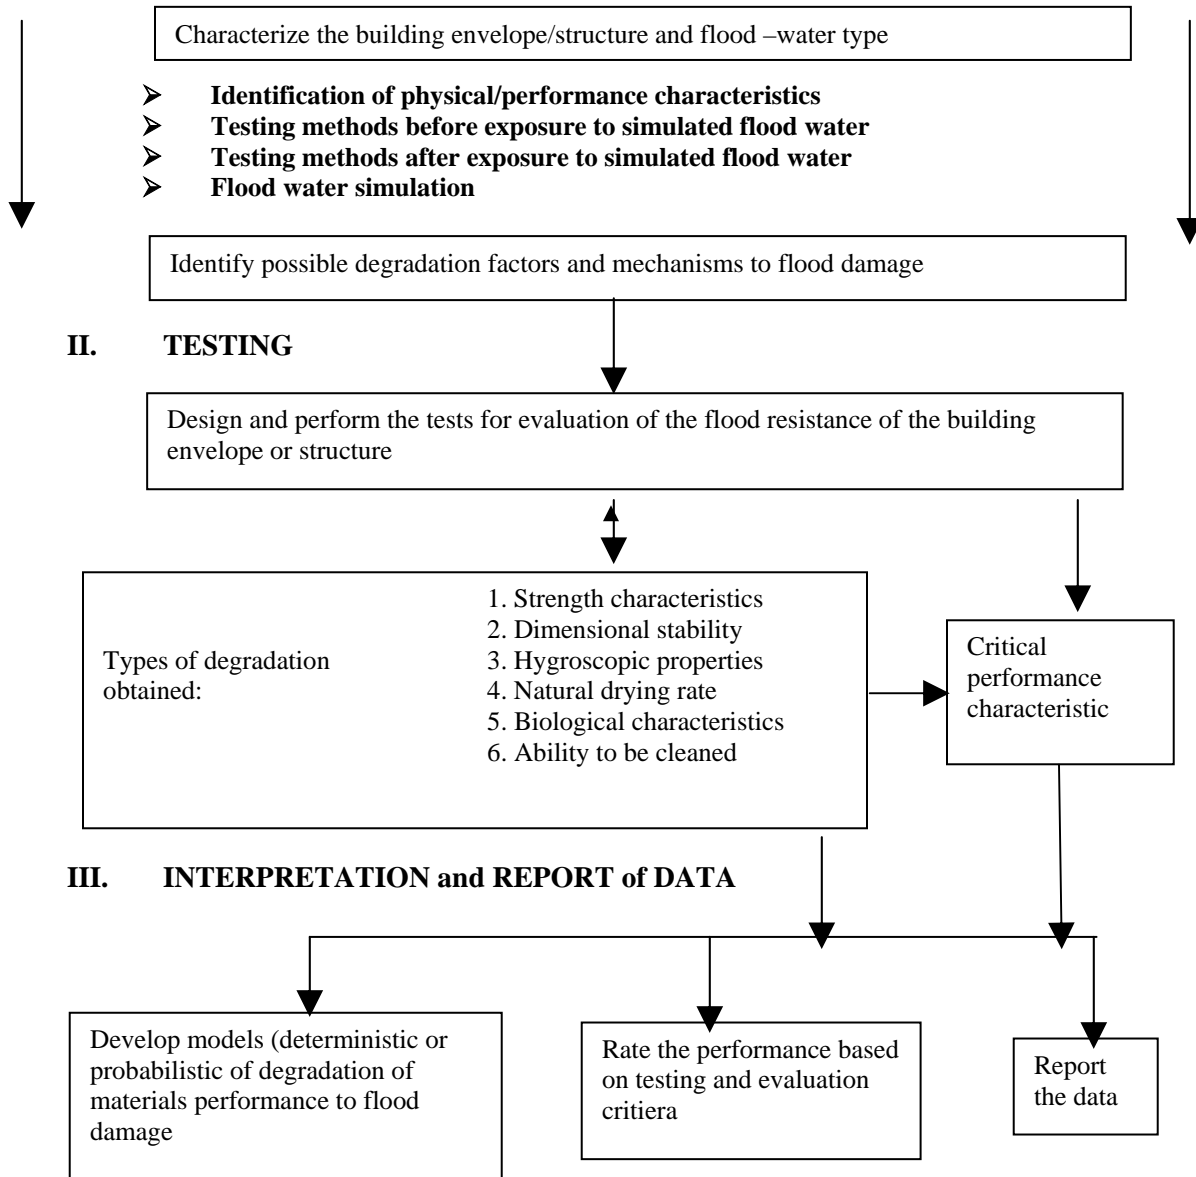 Characterize the building envelope/structure and flood –water type
➢ Identification of physical/performance characteristics
➢ Testing methods before exposure to simulated flood water
➢ Testing methods after exposure to simulated flood water
➢ Flood water simulation
Identify possible degradation factors and mechanisms to flood damage
II. TESTING
Design and perform the tests for evaluation of the flood resistance of the building
envelope or structure
Types of degradation
obtained:
1. Strength characteristics
2. Dimensional stability
3. Hygroscopic properties
4. Natural drying rate
5. Biological characteristics
6. Ability to be cleaned
Critical
performance
characteristic
III. INTERPRETATION and REPORT of DATA
Develop models (deterministic or
probabilistic of degradation of
materials performance to flood
damage
Rate the performance based
on testing and evaluation
critiera
Report
the data